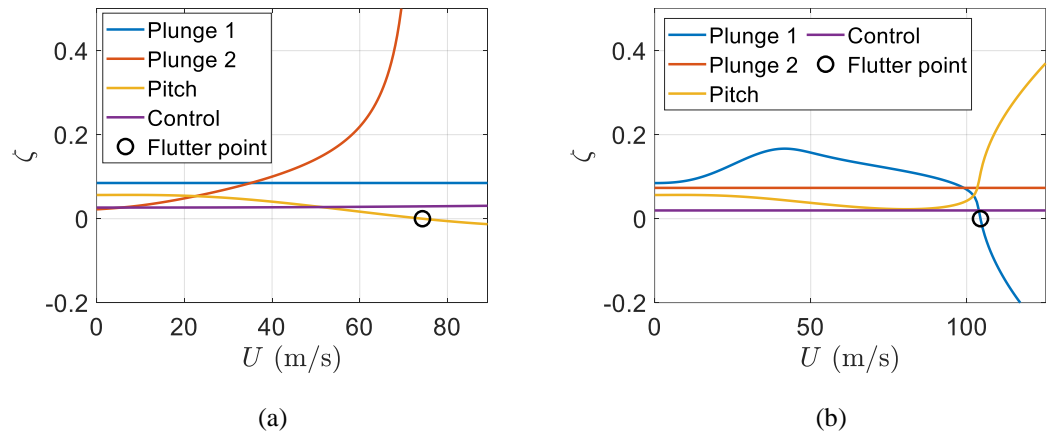 Plunge 1
Plunge 2
Pitch
Control
Flutter point
0.4
0.2
0
-0.2
ζ
0 20 40 60 80
U (m/s)
(a)
Plunge 1 Control
Plunge 2 Flutter point
Pitch
0.4
0.2
0
-0.2
ζ
0 50 100
U (m/s)
(b)